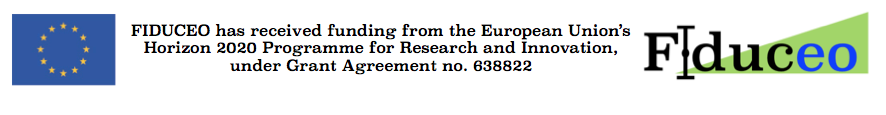 FIDUCEO has received funding from the European Union's
Horizon 2020 Programme for Research and Innovation,
under Grant Agreement no. 638822
Fiduceo